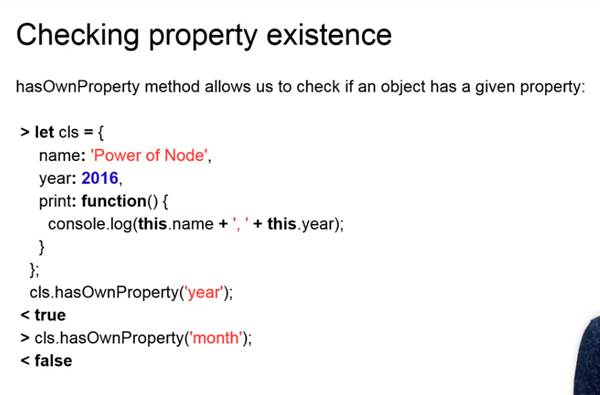 Checking property existence
hasOwnProperty method allows us to check if an object has a given property:
> let cls = {
name: 'Power of Node',
year: 2016,
print: function() {
console.log(this.name + ', ' + this.year);
}
};
cls.hasOwnProperty('year');
< true
> cls.hasOwnProperty('month');
< false